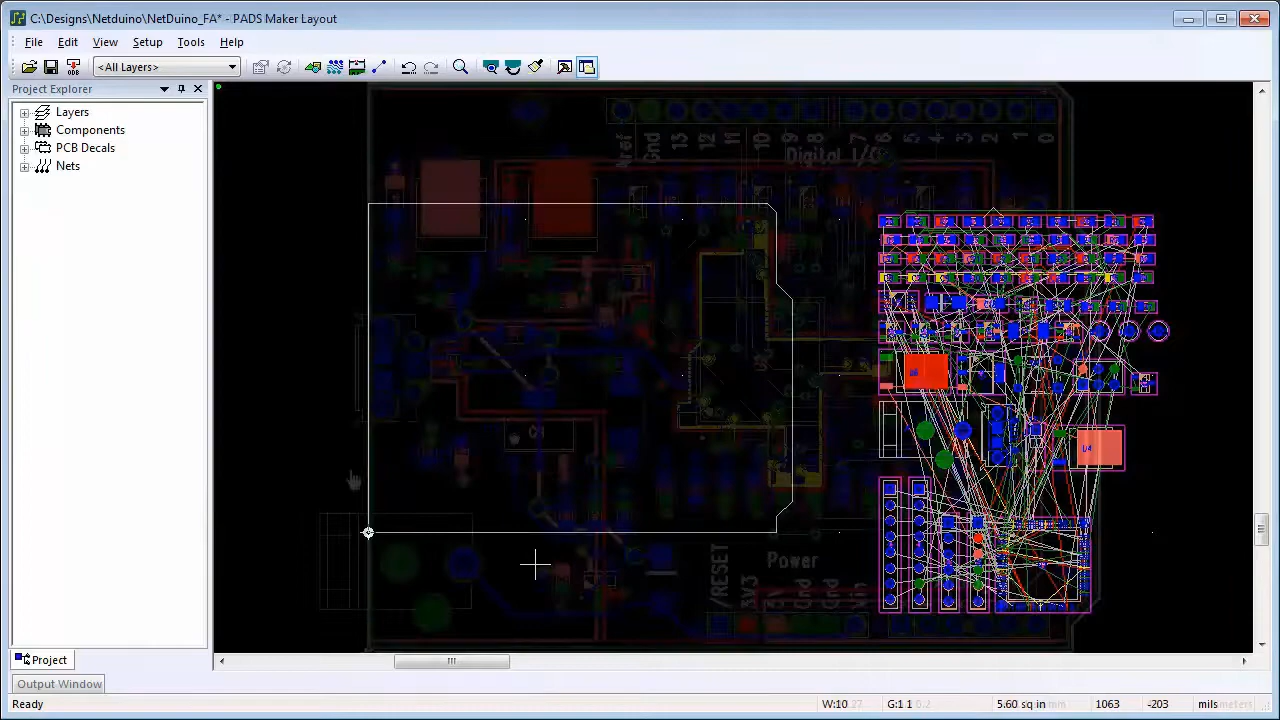 C:\Designs\Netduino\NetDuino_FA* - PADS Maker Layout
File Edit View Setup Tools Help
<All Layers>
Project Explorer
Layers
Components
PCB Decals
Nets
Gnd 13 12 11 10 9 8 7 6 5 4 3 2 1 0
Digital I/O
U4
/RESET 3V3 5V Gnd Gnd Vin
Power
Project
Output Window
Ready W:10 G:1 1 5.60 sq in 1063 -203 mils